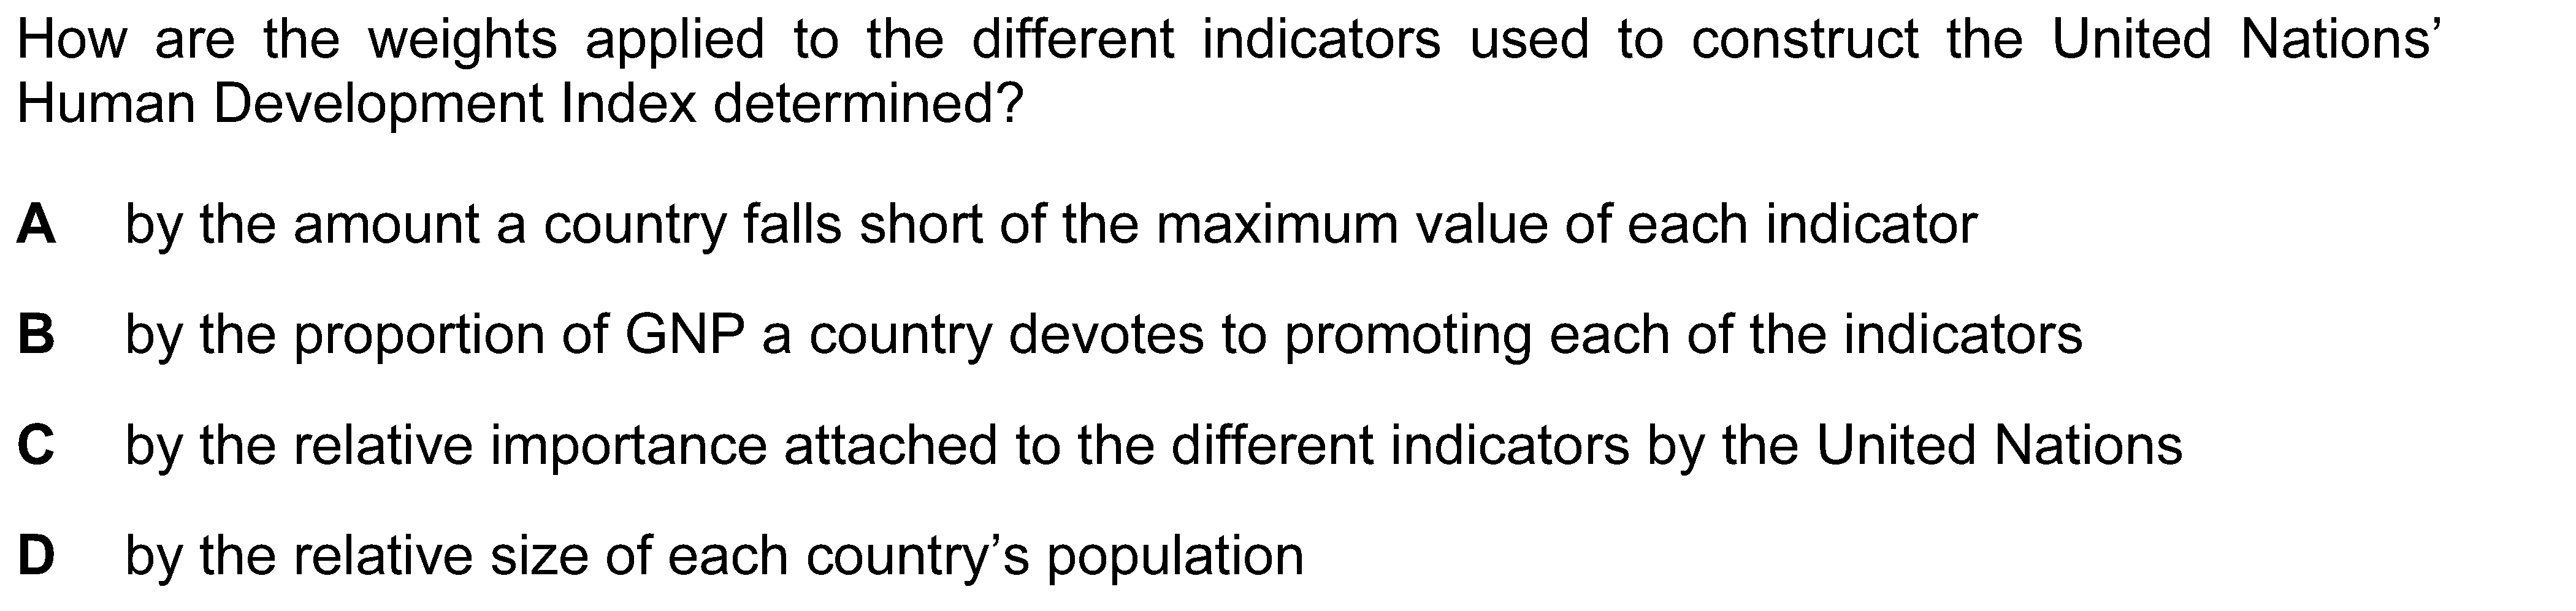 How are the weights applied to the different indicators used to construct the United Nations’
Human Development Index determined?
A by the amount a country falls short of the maximum value of each indicator
B by the proportion of GNP a country devotes to promoting each of the indicators
C by the relative importance attached to the different indicators by the United Nations
D by the relative size of each country’s population